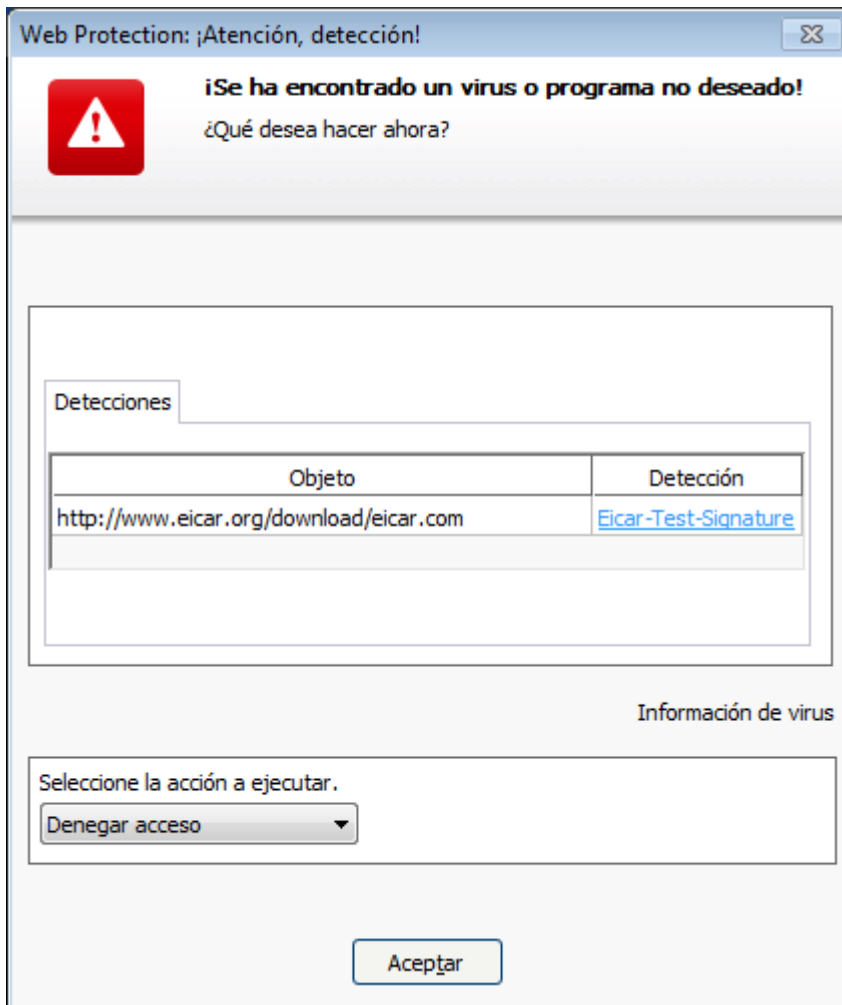 Web Protection: ¡Atención, detección!
¡Se ha encontrado un virus o programa no deseado!
¿Qué desea hacer ahora?
Detecciones
Objeto Detección
http://www.eicar.org/download/eicar.com Eicar-Test-Signature
Información de virus
Seleccione la acción a ejecutar.
Denegar acceso
Aceptar